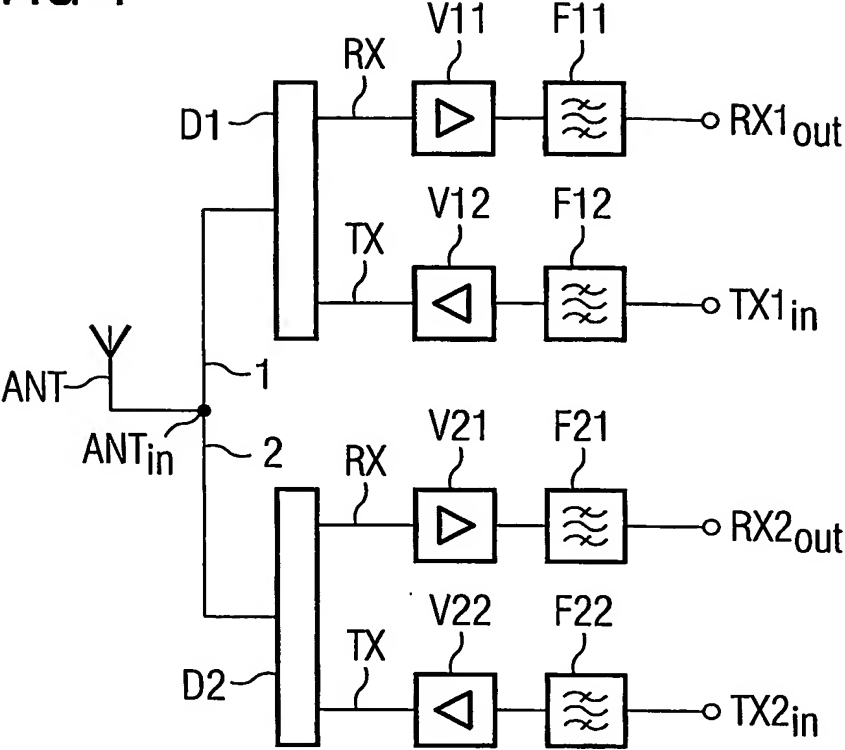 V11 F11
RX
D1
RX1out
V12 F12
TX
TX1in
1
ANT
ANTin
2
V21 F21
RX
RX2out
V22 F22
TX
D2
TX2in